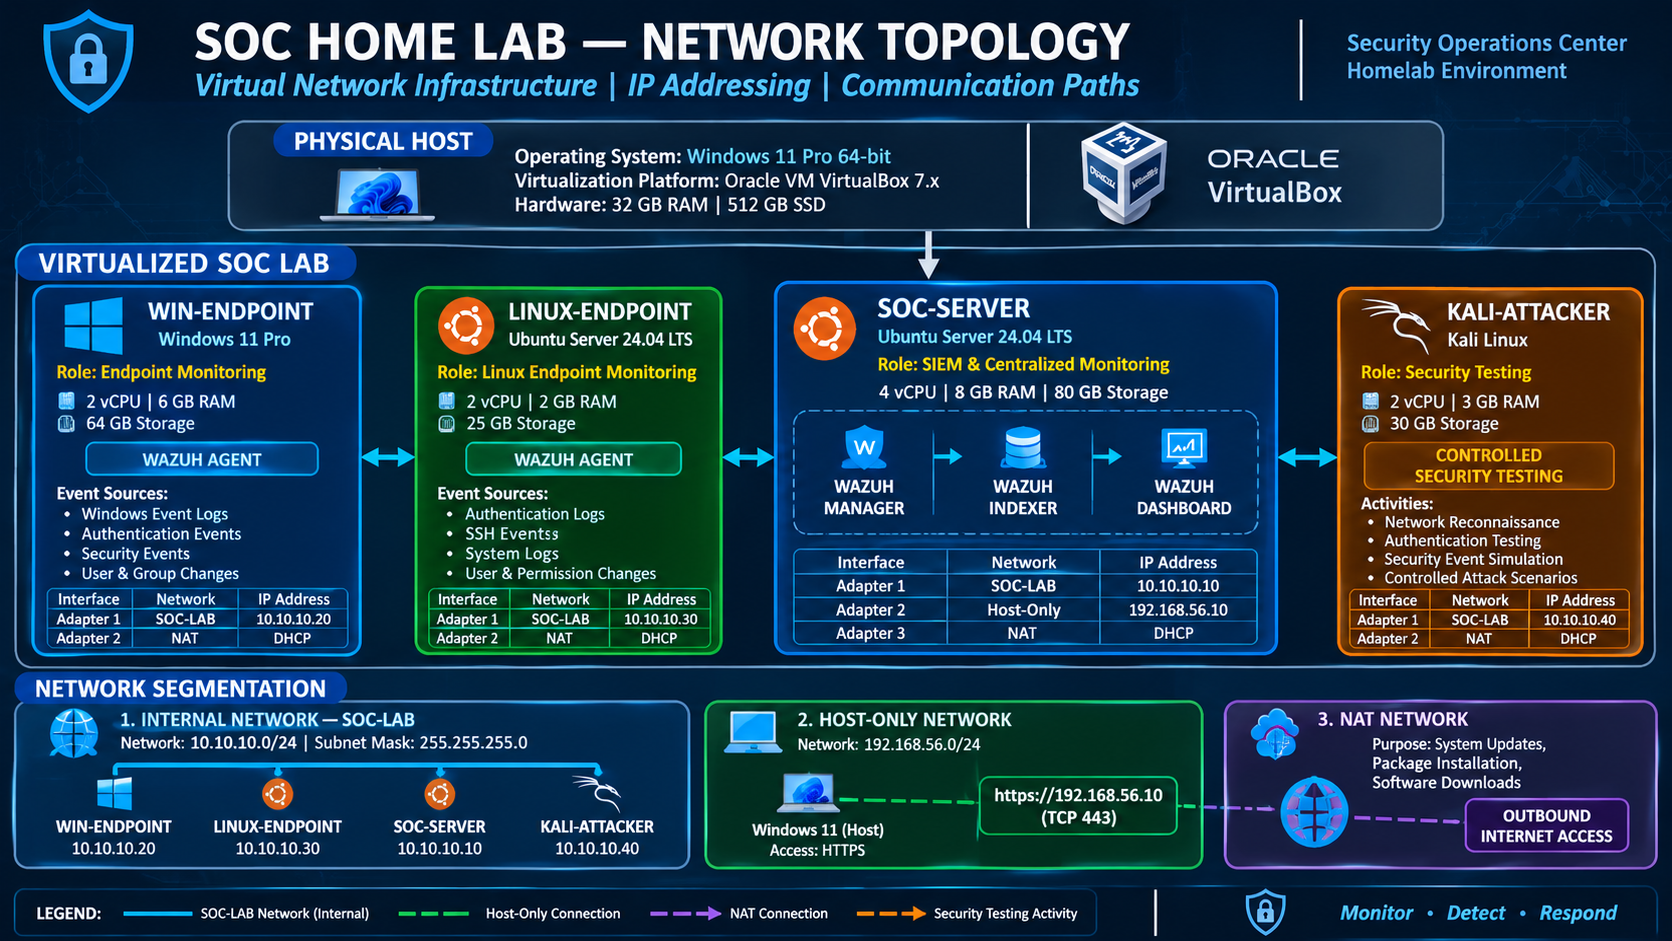 SOC HOME LAB — NETWORK TOPOLOGY
Virtual Network Infrastructure | IP Addressing | Communication Paths
Security Operations Center
Homelab Environment
PHYSICAL HOST
Operating System: Windows 11 Pro 64-bit
Virtualization Platform: Oracle VM VirtualBox 7.x
Hardware: 32 GB RAM | 512 GB SSD
ORACLE
VirtualBox
VIRTUALIZED SOC LAB
WIN-ENDPOINT
Windows 11 Pro
Role: Endpoint Monitoring
2 vCPU | 6 GB RAM
64 GB Storage
WAZUH AGENT
Event Sources:
• Windows Event Logs
• Authentication Events
• Security Events
• User & Group Changes
Interface Network IP Address
Adapter 1 SOC-LAB 10.10.10.20
Adapter 2 NAT DHCP
LINUX-ENDPOINT
Ubuntu Server 24.04 LTS
Role: Linux Endpoint Monitoring
2 vCPU | 2 GB RAM
25 GB Storage
WAZUH AGENT
Event Sources:
• Authentication Logs
• SSH Events
• System Logs
• User & Permission Changes
Interface Network IP Address
Adapter 1 SOC-LAB 10.10.10.30
Adapter 2 NAT DHCP
SOC-SERVER
Ubuntu Server 24.04 LTS
Role: SIEM & Centralized Monitoring
4 vCPU | 8 GB RAM | 80 GB Storage
W
WAZUH
MANAGER
WAZUH
INDEXER
WAZUH
DASHBOARD
Interface Network IP Address
Adapter 1 SOC-LAB 10.10.10.10
Adapter 2 Host-Only 192.168.56.10
Adapter 3 NAT DHCP
KALI-ATTACKER
Kali Linux
Role: Security Testing
2 vCPU | 3 GB RAM
30 GB Storage
CONTROLLED
SECURITY TESTING
Activities:
• Network Reconnaissance
• Authentication Testing
• Security Event Simulation
• Controlled Attack Scenarios
Interface Network IP Address
Adapter 1 SOC-LAB 10.10.10.40
Adapter 2 NAT DHCP
NETWORK SEGMENTATION
1. INTERNAL NETWORK — SOC-LAB
Network: 10.10.10.0/24 | Subnet Mask: 255.255.255.0
WIN-ENDPOINT
10.10.10.20
LINUX-ENDPOINT
10.10.10.30
SOC-SERVER
10.10.10.10
KALI-ATTACKER
10.10.10.40
2. HOST-ONLY NETWORK
Network: 192.168.56.0/24
Windows 11 (Host)
Access: HTTPS
https://192.168.56.10
(TCP 443)
3. NAT NETWORK
Purpose: System Updates,
Package Installation,
Software Downloads
OUTBOUND
INTERNET ACCESS
LEGEND:
SOC-LAB Network (Internal)
Host-Only Connection
NAT Connection
Security Testing Activity
Monitor • Detect • Respond